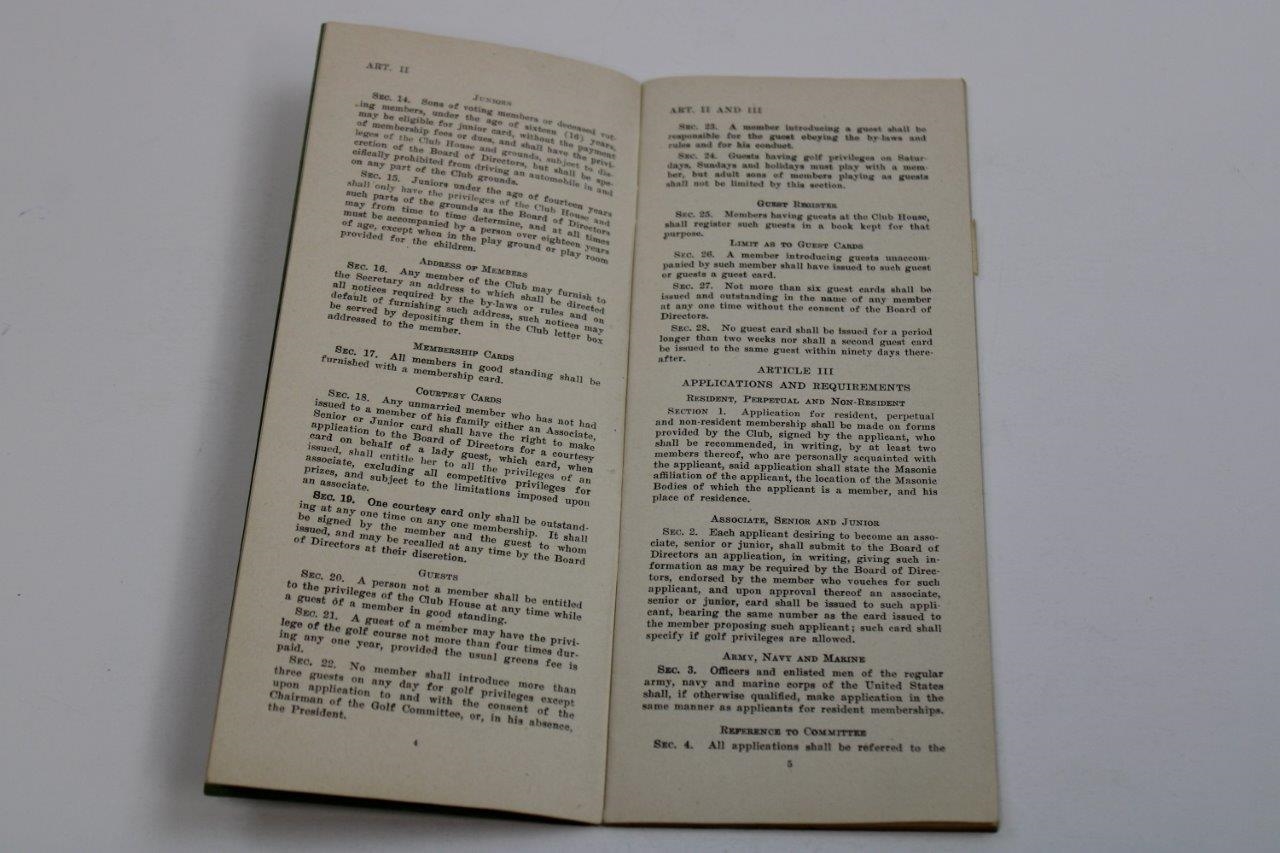 ART. II
JUNIORS
SEC. 14. Sons of voting members or deceased vot-
ing members, under the age of sixteen (16) years,
may be eligible for junior card, without the payment
of membership fees or dues, and shall have the privi-
leges of the Club House and grounds, subject to dis-
cretion of the Board of Directors, but shall be spe-
cifically prohibited from driving an automobile in and
on any part of the Club grounds.
SEC. 15. Juniors under the age of fourteen years
shall only have the privileges of the Club House and
such parts of the grounds as the Board of Directors
may from time to time determine, and at all times
must be accompanied by a person over eighteen years
of age, except when in the play ground or play room
provided for the children.
ADDRESS OF MEMBERS
SEC. 16. Any member of the Club may furnish to
the Secretary an address to which shall be directed
all notices required by the by-laws or rules and on
default of furnishing such address, such notices may
be served by depositing them in the Club letter box
addressed to the member.
MEMBERSHIP CARDS
SEC. 17. All members in good standing shall be
furnished with a membership card.
COURTESY CARDS
SEC. 18. Any unmarried member who has not had
issued to a member of his family either an Associate,
Senior or Junior card shall have the right to make
application to the Board of Directors for a courtesy
card on behalf of a lady guest, which card, when
issued, shall entitle her to all the privileges of an
associate, excluding all competitive privileges for
prizes, and subject to the limitations imposed upon
an associate.
SEC. 19. One courtesy card only shall be outstand-
ing at any one time on any one membership. It shall
be signed by the member and the guest to whom
issued, and may be recalled at any time by the Board
of Directors at their discretion.
GUESTS
SEC. 20. A person not a member shall be entitled
to the privileges of the Club House at any time while
a guest of a member in good standing.
SEC. 21. A guest of a member may have the privi-
lege of the golf course not more than four times dur-
ing any one year, provided the usual greens fee is
paid.
SEC. 22. No member shall introduce more than
three guests on any day for golf privileges except
upon application to and with the consent of the
Chairman of the Golf Committee, or, in his absence,
the President.
4
ART. II AND III
SEC. 23. A member introducing a guest shall be
responsible for the guest obeying the by-laws and
rules and for his conduct.
SEC. 24. Guests having golf privileges on Satur-
days, Sundays and holidays must play with a mem-
ber, but adult sons of members playing as guests
shall not be limited by this section.
GUEST REGISTER
SEC. 25. Members having guests at the Club House,
shall register such guests in a book kept for that
purpose.
LIMIT AS TO GUEST CARDS
SEC. 26. A member introducing guests unaccom-
panied by such member shall have issued to such guest
or guests a guest card.
SEC. 27. Not more than six guest cards shall be
issued and outstanding in the name of any member
at any one time without the consent of the Board of
Directors.
SEC. 28. No guest card shall be issued for a period
longer than two weeks nor shall a second guest card
be issued to the same guest within ninety days there-
after.
ARTICLE III
APPLICATIONS AND REQUIREMENTS
RESIDENT, PERPETUAL AND NON-RESIDENT
SECTION 1. Application for resident, perpetual
and non-resident membership shall be made on forms
provided by the Club, signed by the applicant, who
shall be recommended, in writing, by at least two
members thereof, who are personally acquainted with
the applicant, said application shall state the Masonic
affiliation of the applicant, the location of the Masonic
Bodies of which the applicant is a member, and his
place of residence.
ASSOCIATE, SENIOR AND JUNIOR
SEC. 2. Each applicant desiring to become an asso-
ciate, senior or junior, shall submit to the Board of
Directors an application, in writing, giving such in-
formation as may be required by the Board of Direc-
tors, endorsed by the member who vouches for such
applicant, and upon approval thereof an associate,
senior or junior, card shall be issued to such appli-
cant, bearing the same number as the card issued to
the member proposing such applicant; such card shall
specify if golf privileges are allowed.
ARMY, NAVY AND MARINE
SEC. 3. Officers and enlisted men of the regular
army, navy and marine corps of the United States
shall, if otherwise qualified, make application in the
same manner as applicants for resident memberships.
REFERENCE TO COMMITTEE
SEC. 4. All applications shall be referred to the
5